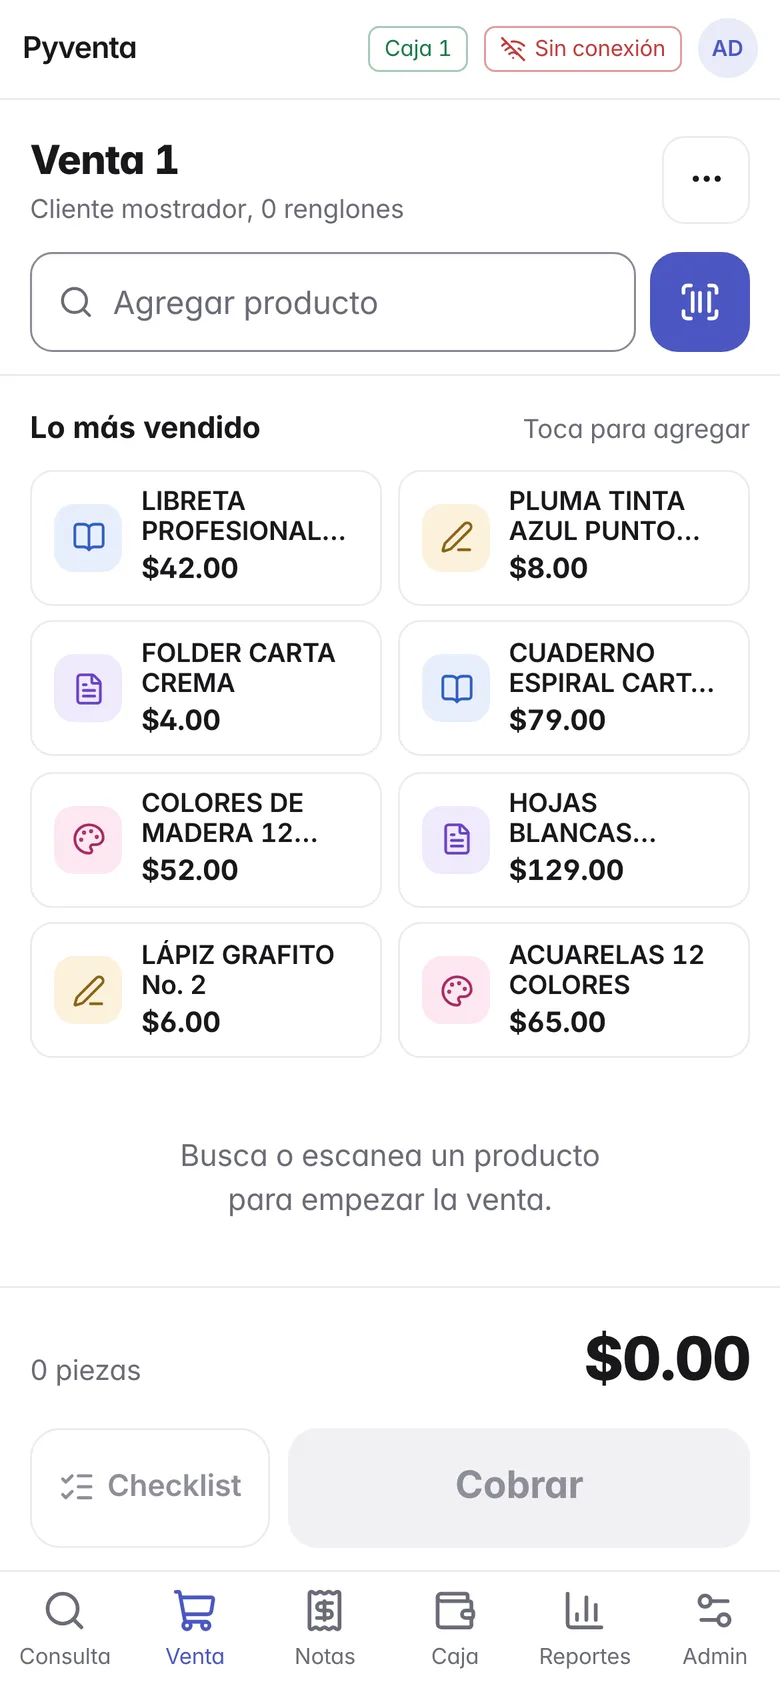 Pyventa
Caja 1
Sin conexión
AD
Venta 1
Cliente mostrador, 0 renglones
Agregar producto
Lo más vendido
Toca para agregar
LIBRETA
PROFESIONAL...
$42.00
PLUMA TINTA
AZUL PUNTO...
$8.00
FOLDER CARTA
CREMA
$4.00
CUADERNO
ESPIRAL CART...
$79.00
COLORES DE
MADERA 12...
$52.00
HOJAS
BLANCAS...
$129.00
LÁPIZ GRAFITO
No. 2
$6.00
ACUARELAS 12
COLORES
$65.00
Busca o escanea un producto
para empezar la venta.
0 piezas
$0.00
Checklist
Cobrar
Consulta
Venta
Notas
Caja
Reportes
Admin